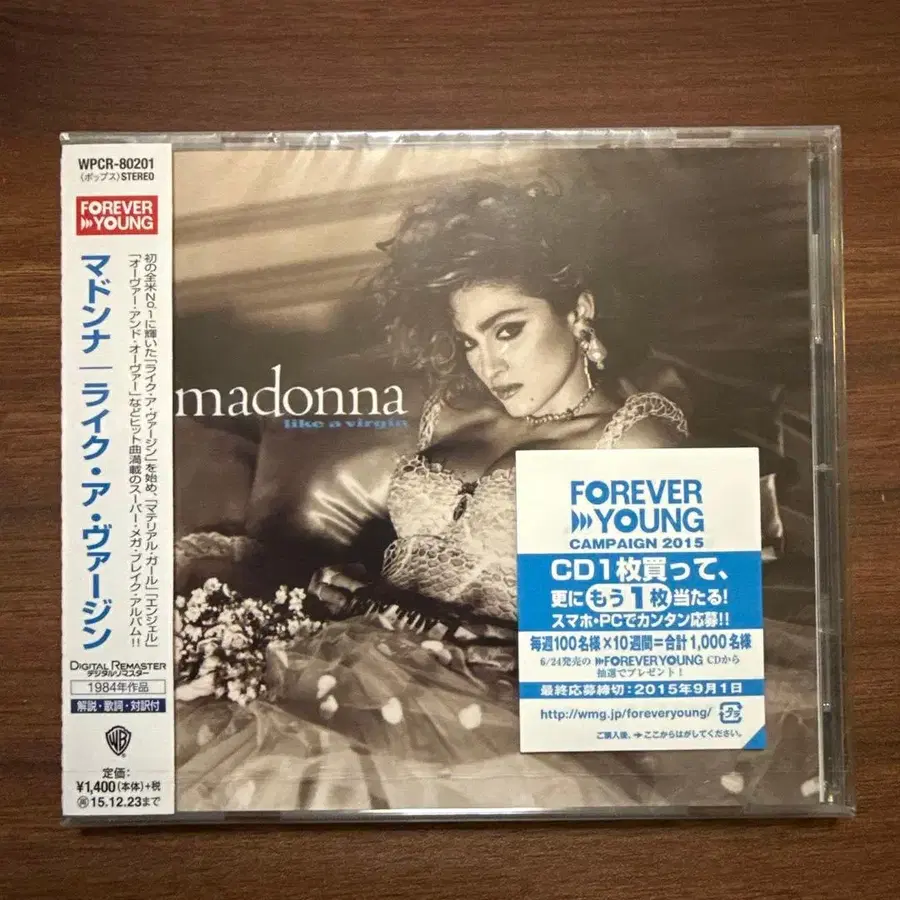 WPCR-80201
〈ポップス〉STEREO
FOREVER
YOUNG
マドンナ｜ライク・ア・ヴァージン
初の全米No.1に輝いた「ライク・ア・ヴァージン」を始め、「マテリアル・ガール」「エンジェル」
「オーヴァー・アンド・オーヴァー」などヒット曲満載のスーパー・メガ・ブレイク・アルバム!!
DIGITAL REMASTER
デジタルリマスター
1984年作品
解説・歌詞・対訳付
WB
定価:
¥1,400(本体)+税
再15.12.23まで
madonna
like a virgin
FOREVER
YOUNG
CAMPAIGN 2015
CD1枚買って、
更にもう1枚当たる!
スマホ・PCでカンタン応募!!
毎週100名様×10週間=合計1,000名様
6/24発売の FOREVER YOUNG CDから
抽選でプレゼント!
最終応募締切:2015年9月1日
http://wmg.jp/foreveryoung/
プラ
ご購入後、→ここからはがしてください。